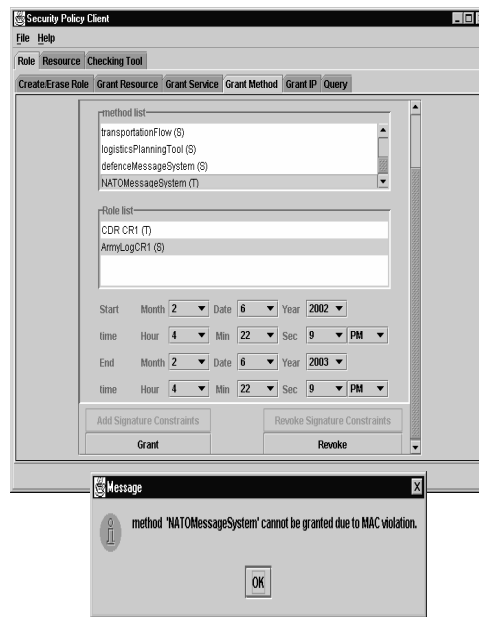 Security Policy Client
File Help
Role Resource Checking Tool
Create/Erase Role Grant Resource Grant Service Grant Method Grant IP Query
method list
transportationFlow (S)
logisticsPlanningTool (S)
defenceMessageSystem (S)
NATOMessageSystem (T)
Role list
CDR CR1 (T)
ArmyLogCR1 (S)
Start Month 2 Date 6 Year 2002
time Hour 4 Min 22 Sec 9 PM
End Month 2 Date 6 Year 2003
time Hour 4 Min 22 Sec 9 PM
Add Signature Constraints Revoke Signature Constraints
Grant Revoke
Message
method 'NATOMessageSystem' cannot be granted due to MAC violation.
OK